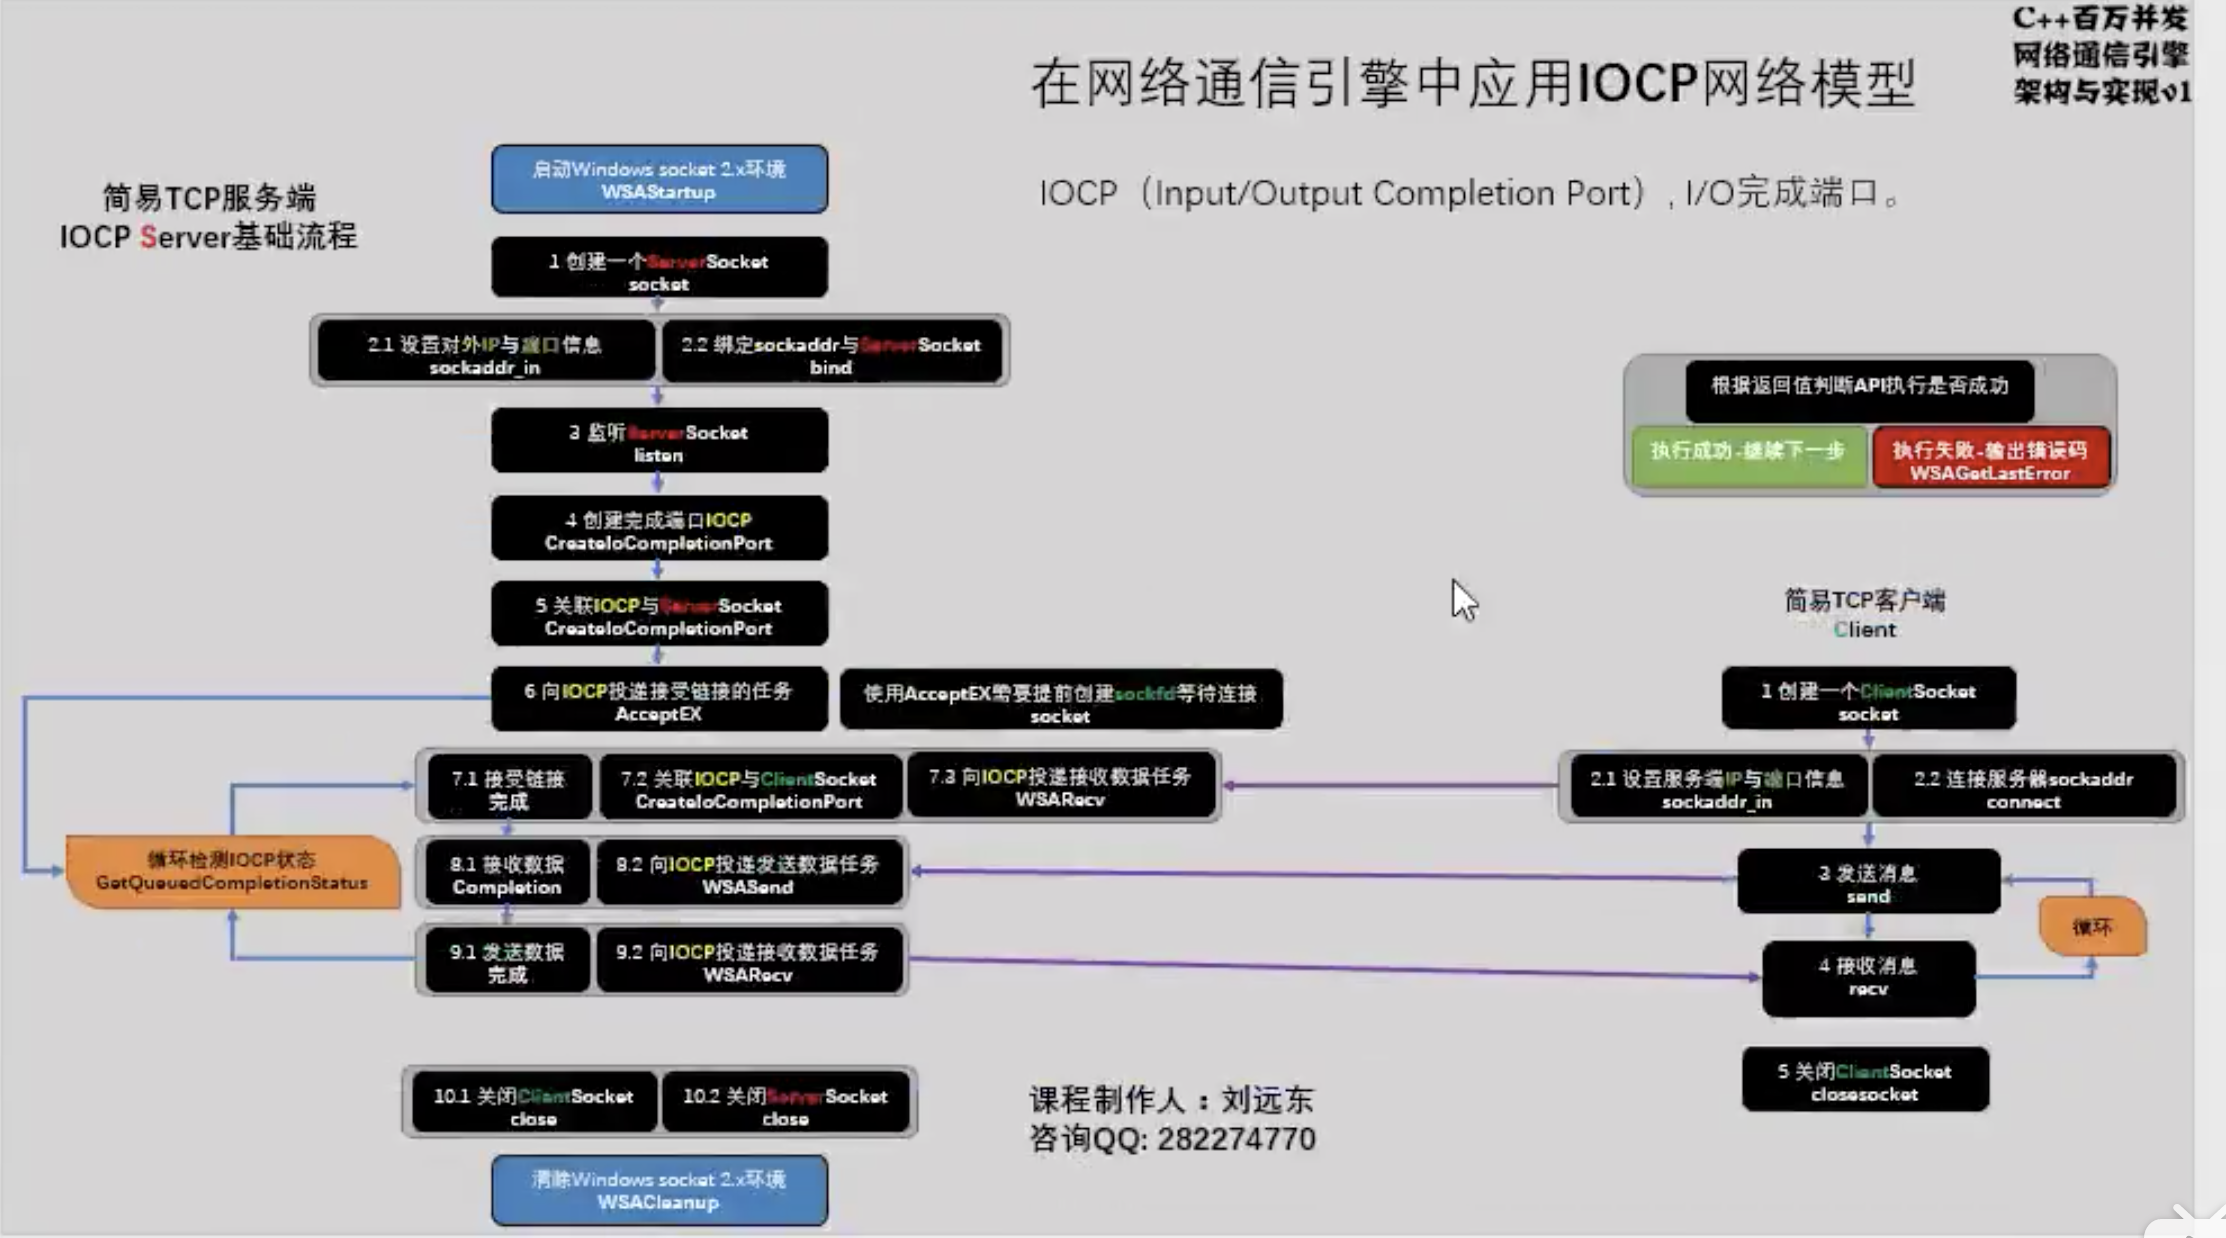 C++百万并发
网络通信引擎
架构与实现v1
在网络通信引擎中应用IOCP网络模型
IOCP（Input/Output Completion Port）, I/O完成端口。
简易TCP服务端
IOCP Server基础流程
启动Windows socket 2.x环境
WSAStartup
1 创建一个ServerSocket
socket
2.1 设置对外IP与端口信息
sockaddr_in
2.2 绑定sockaddr与ServerSocket
bind
3 监听ServerSocket
listen
4 创建完成端口IOCP
CreateIoCompletionPort
5 关联IOCP与ServerSocket
CreateIoCompletionPort
6 向IOCP投递接受链接的任务
AcceptEX
使用AcceptEX需要提前创建sockfd等待连接
socket
7.1 接受链接
完成
7.2 关联IOCP与ClientSocket
CreateIoCompletionPort
7.3 向IOCP投递接收数据任务
WSARecv
循环检测IOCP状态
GetQueuedCompletionStatus
8.1 接收数据
Completion
8.2 向IOCP投递发送数据任务
WSASend
9.1 发送数据
完成
9.2 向IOCP投递接收数据任务
WSARecv
10.1 关闭ClientSocket
close
10.2 关闭ServerSocket
close
清除Windows socket 2.x环境
WSACleanup
根据返回值判断API执行是否成功
执行成功-继续下一步
执行失败-输出错误码
WSAGetLastError
简易TCP客户端
Client
1 创建一个ClientSocket
socket
2.1 设置服务端IP与端口信息
sockaddr_in
2.2 连接服务器sockaddr
connect
3 发送消息
send
循环
4 接收消息
recv
5 关闭ClientSocket
closesocket
课程制作人：刘远东
咨询QQ: 282274770